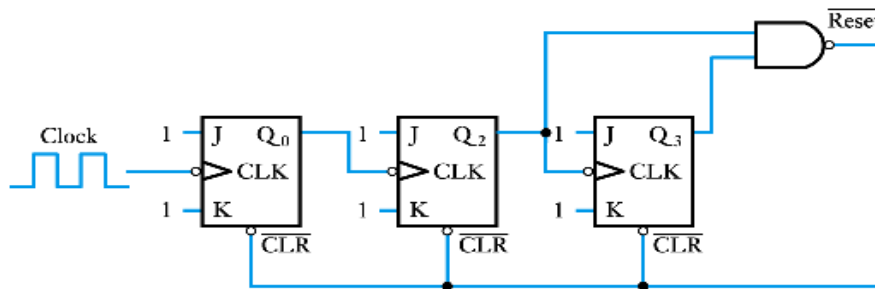 Reset
Clock
1 J Q0
CLK
1 K
CLR
1 J Q2
CLK
1 K
CLR
1 J Q3
CLK
1 K
CLR